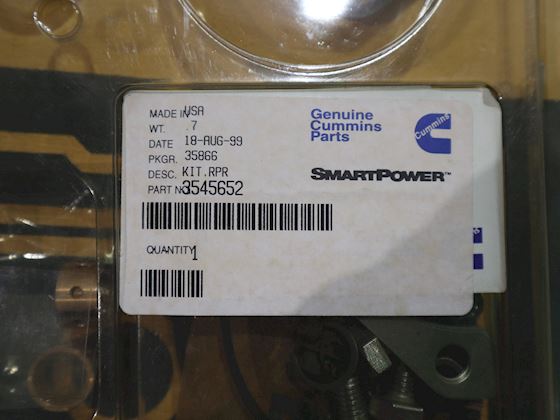 MADE IN USA
WT. .7
DATE 18-AUG-99
PKGR. 35866
DESC. KIT.RPR
PART NO. 3545652
QUANTITY 1
Genuine
Cummins
Parts
Cummins
SMARTPOWER™